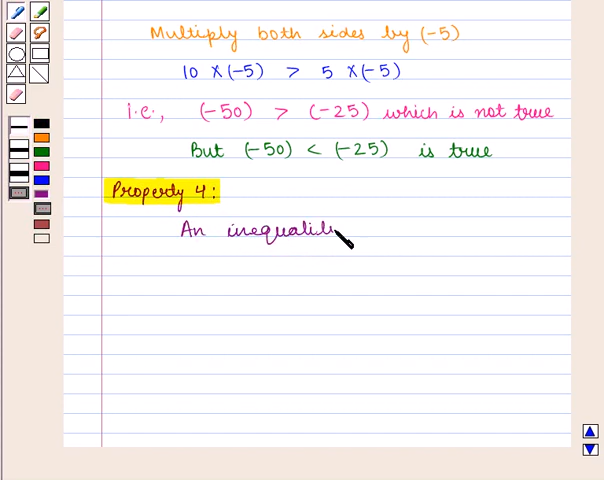 Multiply both sides by (-5)
10 × (-5) > 5 × (-5)
i.e., (-50) > (-25) which is not true
But (-50) < (-25) is true
Property 4:
An